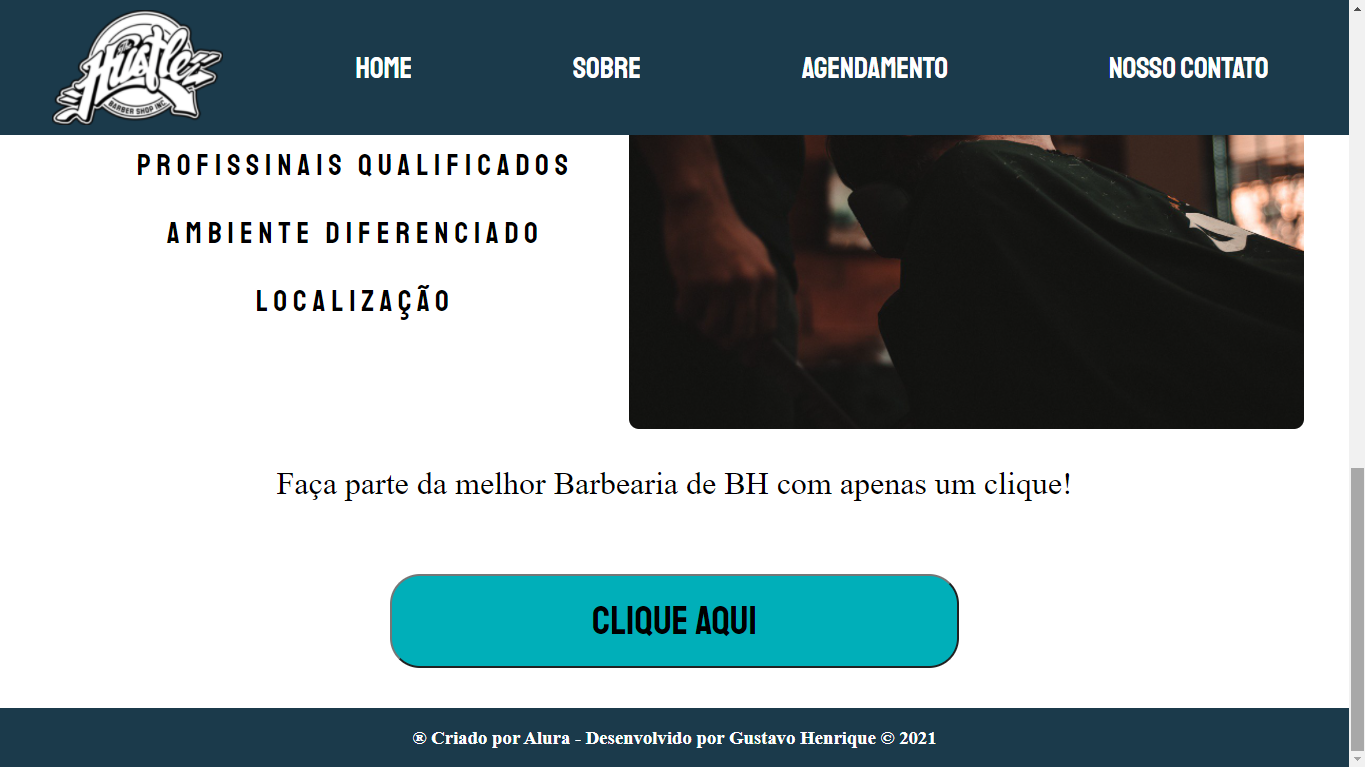 The
Hustle
BARBER SHOP INC.
HOME SOBRE AGENDAMENTO NOSSO CONTATO
PROFISSINAIS QUALIFICADOS
AMBIENTE DIFERENCIADO
LOCALIZAÇÃO
Faça parte da melhor Barbearia de BH com apenas um clique!
CLIQUE AQUI
® Criado por Alura - Desenvolvido por Gustavo Henrique © 2021